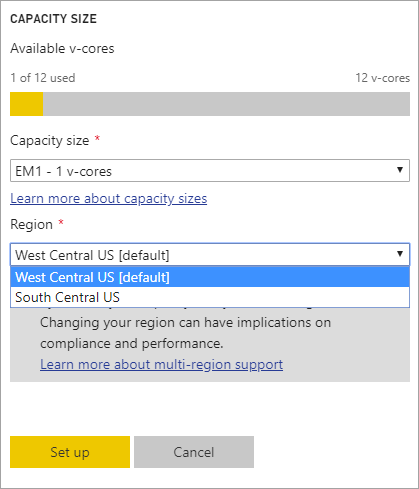 CAPACITY SIZE
Available v-cores
1 of 12 used
12 v-cores
Capacity size *
EM1 - 1 v-cores
Learn more about capacity sizes
Region *
West Central US [default]
West Central US [default]
South Central US
Changing your region can have implications on
compliance and performance.
Learn more about multi-region support
Set up
Cancel